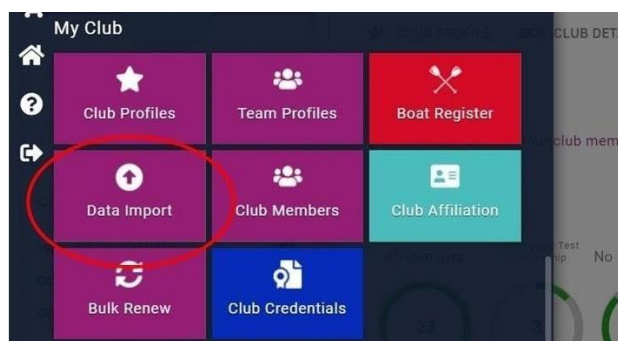 My Club
CLUB PROFILE
CLUB DET
Club Profiles
Team Profiles
Boat Register
club mem
Data Import
Club Members
Club Affiliation
Test
No
Bulk Renew
Club Credentials
23
3